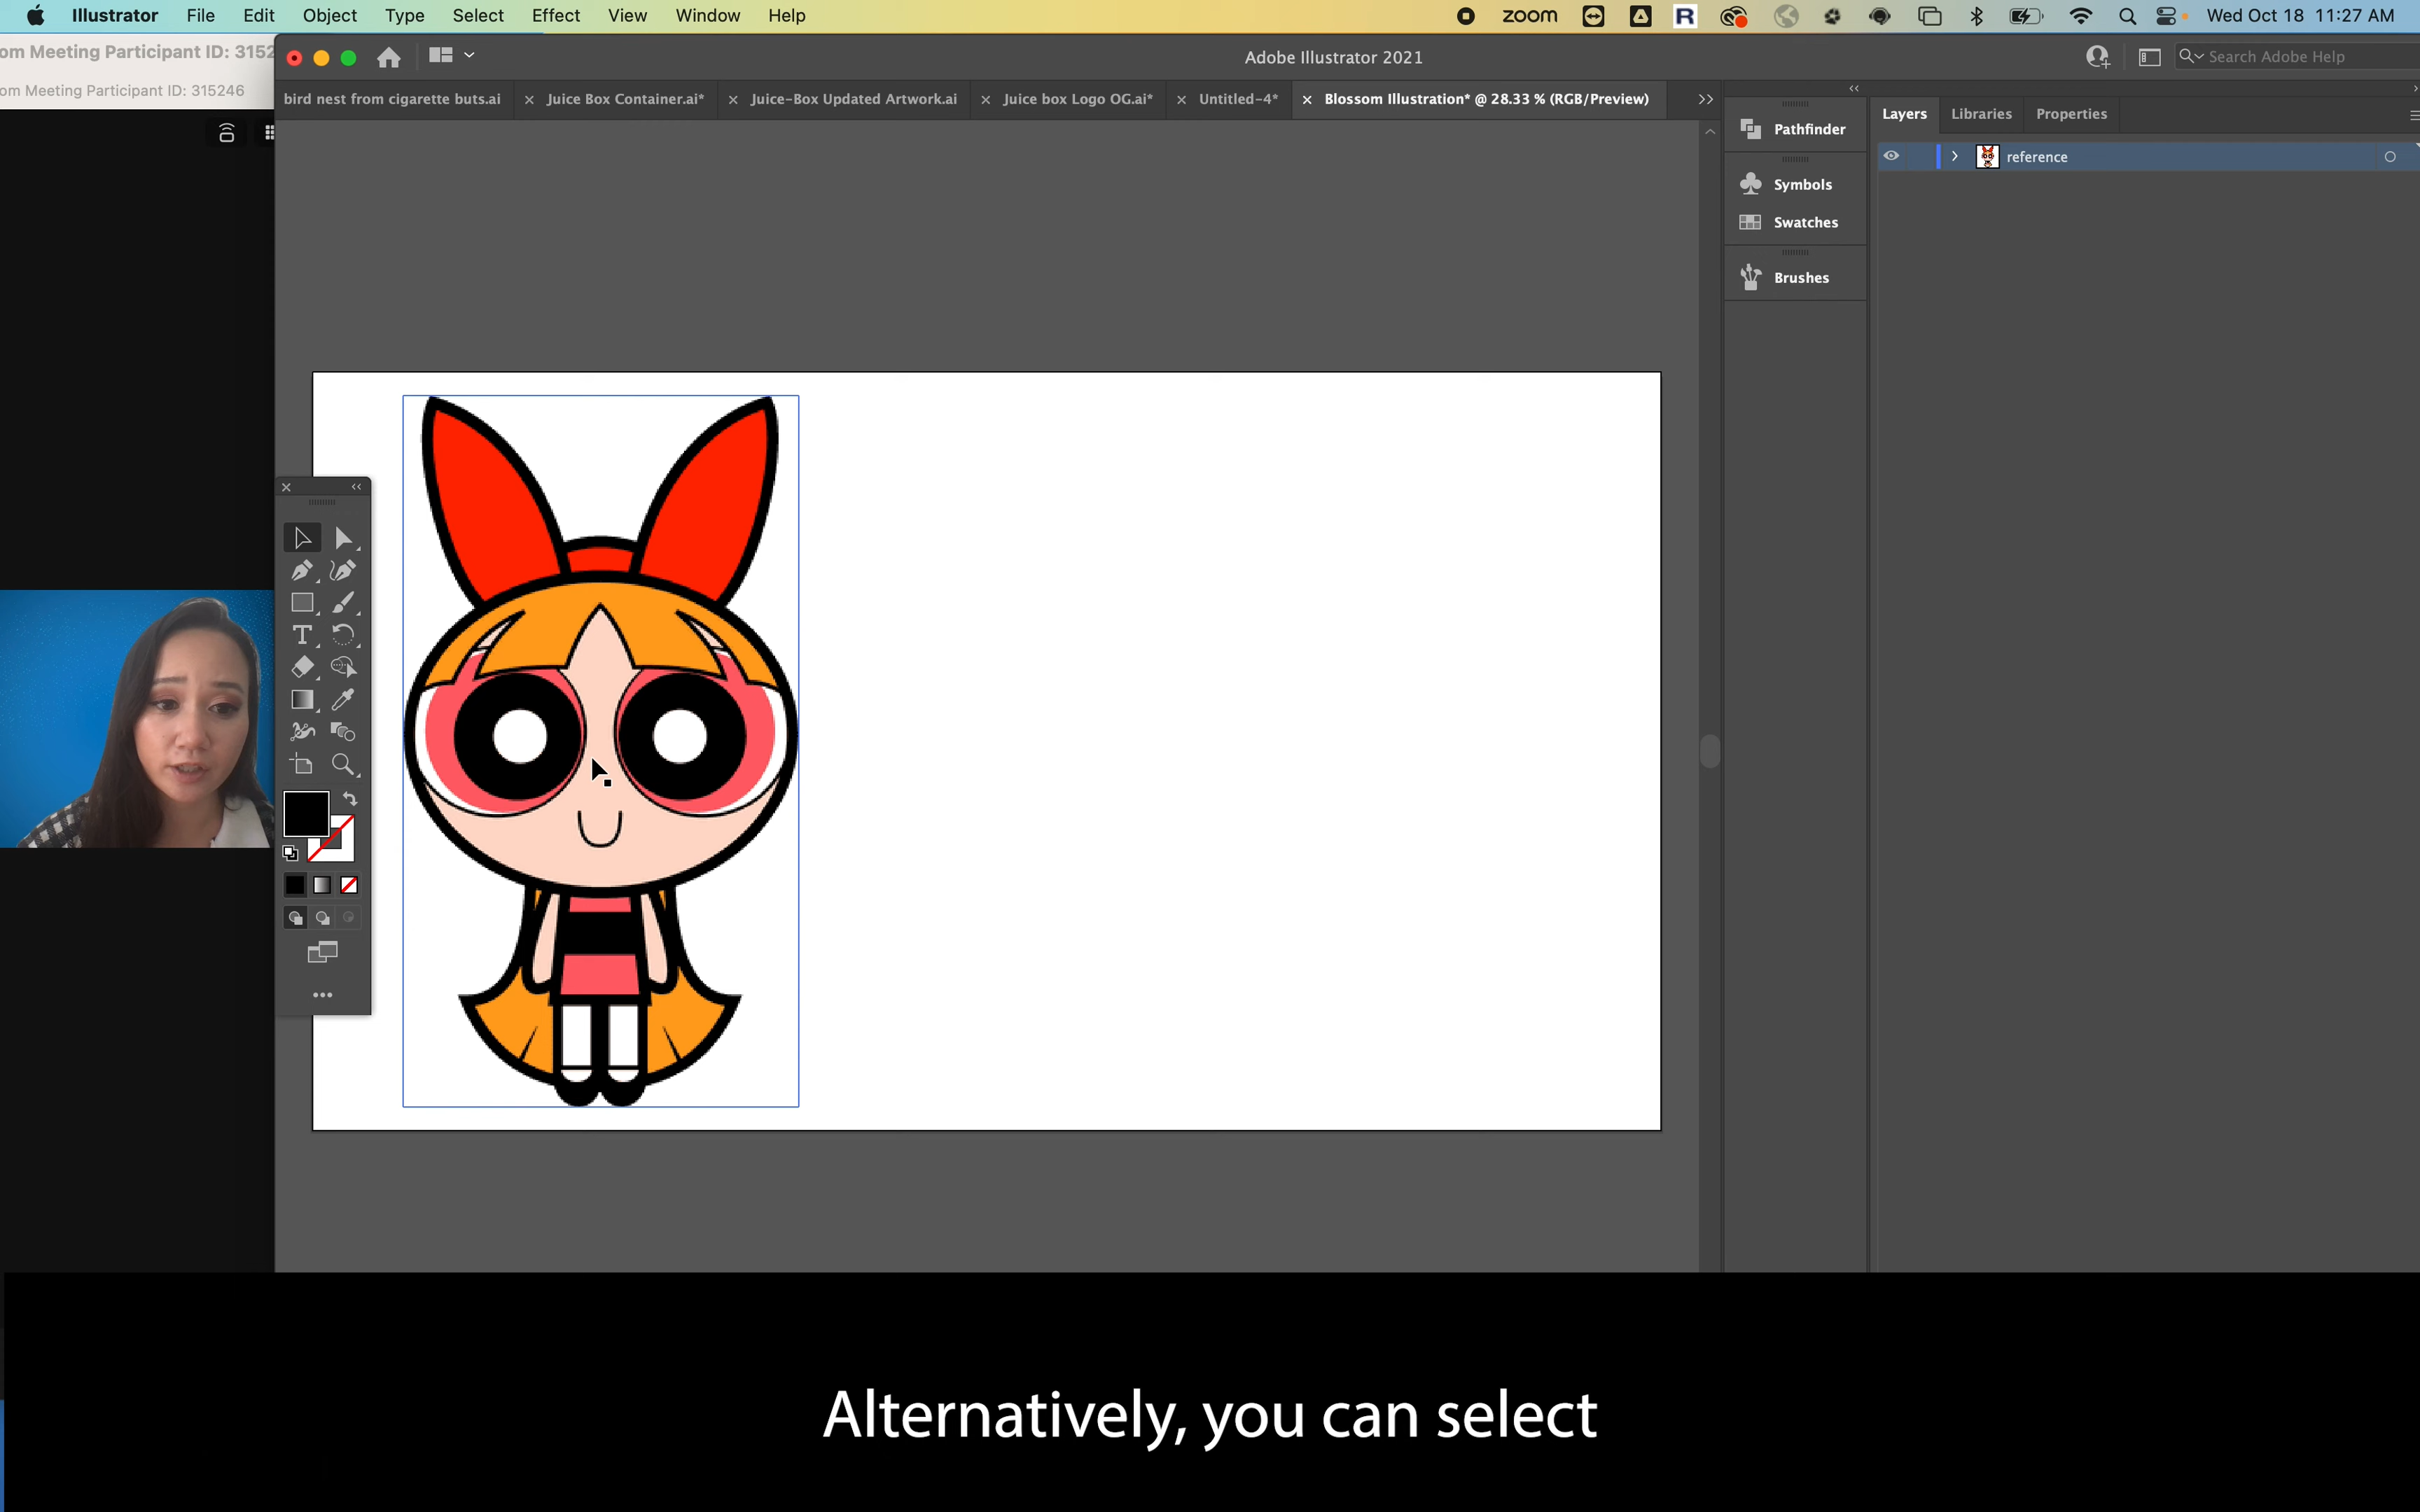 Illustrator File Edit Object Type Select Effect View Window Help zoom R Wed Oct 18 11:27 AM
om Meeting Participant ID: 3152
Adobe Illustrator 2021 Search Adobe Help
om Meeting Participant ID: 315246
bird nest from cigarette buts.ai × Juice Box Container.ai* × Juice-Box Updated Artwork.ai × Juice box Logo OG.ai* × Untitled-4* × Blossom Illustration* @ 28.33 % (RGB/Preview)
Layers Libraries Properties
Pathfinder
reference
Symbols
Swatches
Brushes
T
Alternatively, you can select